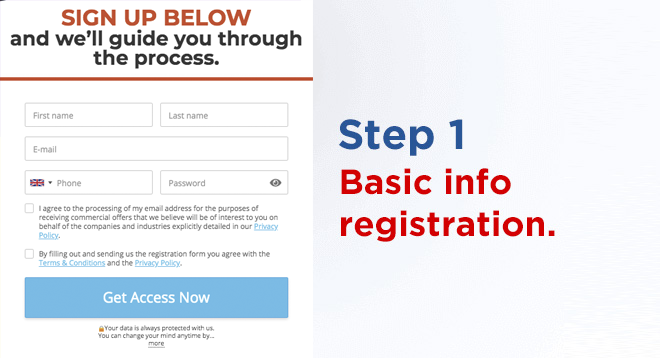 SIGN UP BELOW
and we’ll guide you through
the process.
First name
Last name
E-mail
Phone
Password
I agree to the processing of my email address for the purposes of
receiving commercial offers that we believe will be of interest to you on
behalf of the companies and industries explicitly detailed in our Privacy
Policy.
By filling out and sending us the registration form you agree with the
Terms & Conditions and the Privacy Policy.
Get Access Now
Your data is always protected with us.
You can change your mind anytime by...
more
Step 1
Basic info
registration.